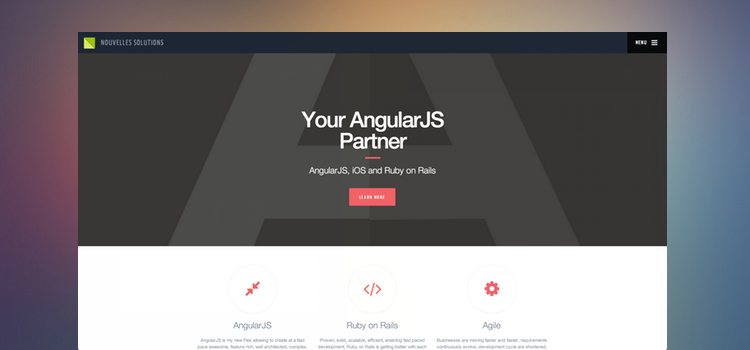 NOUVELLES SOLUTIONS
MENU
Your AngularJS
Partner
AngularJS, iOS and Ruby on Rails
LEARN MORE
AngularJS
Ruby on Rails
Agile
AngularJS is my new Flex allowing to create at a fast
pace awesome, feature rich, well architected, complex,
Proven, solid, scalable, efficient, enabling fast paced
development, Ruby on Rails is getting better with each
Businesses are moving faster and faster, requirements
continuously evolve, development cycle are shortened,